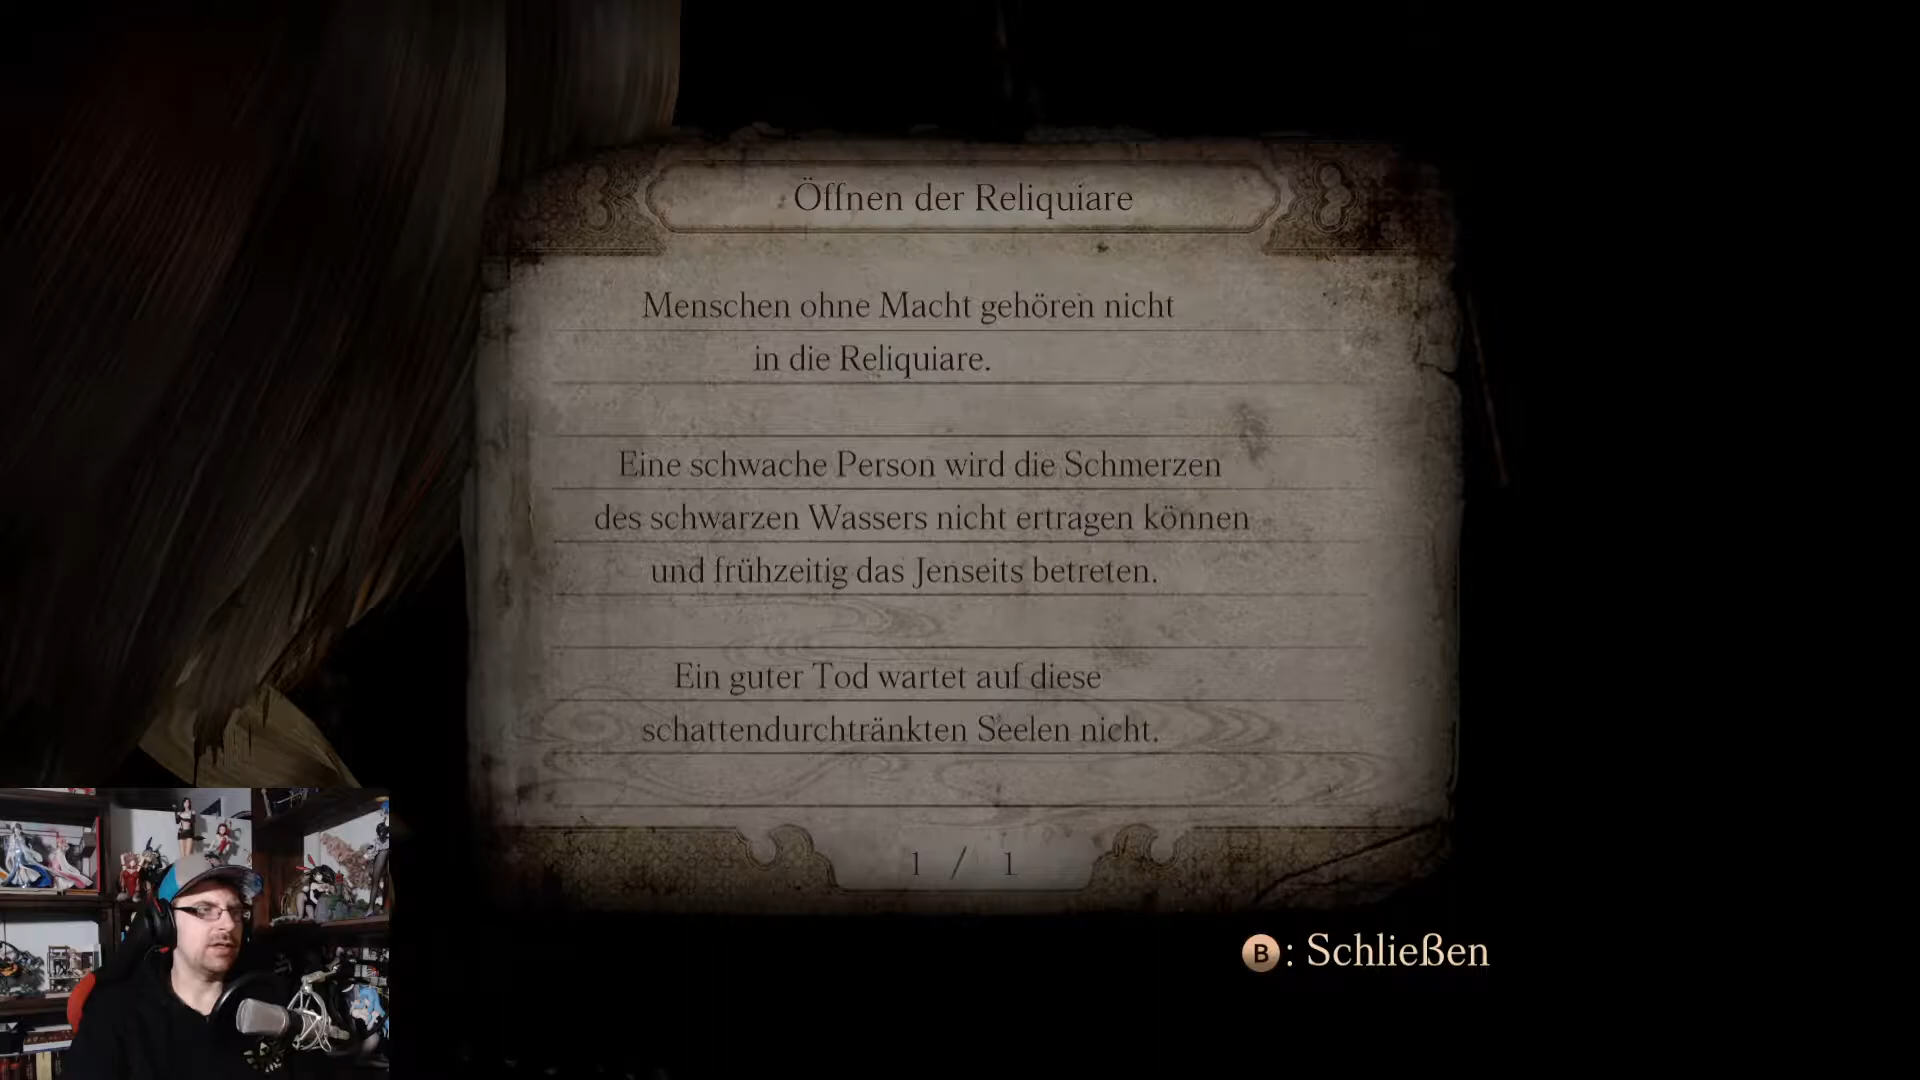 Öffnen der Reliquiare
Menschen ohne Macht gehören nicht
in die Reliquiare.
Eine schwache Person wird die Schmerzen
des schwarzen Wassers nicht ertragen können
und frühzeitig das Jenseits betreten.
Ein guter Tod wartet auf diese
schattendurchtränkten Seelen nicht.
1 / 1
B : Schließen